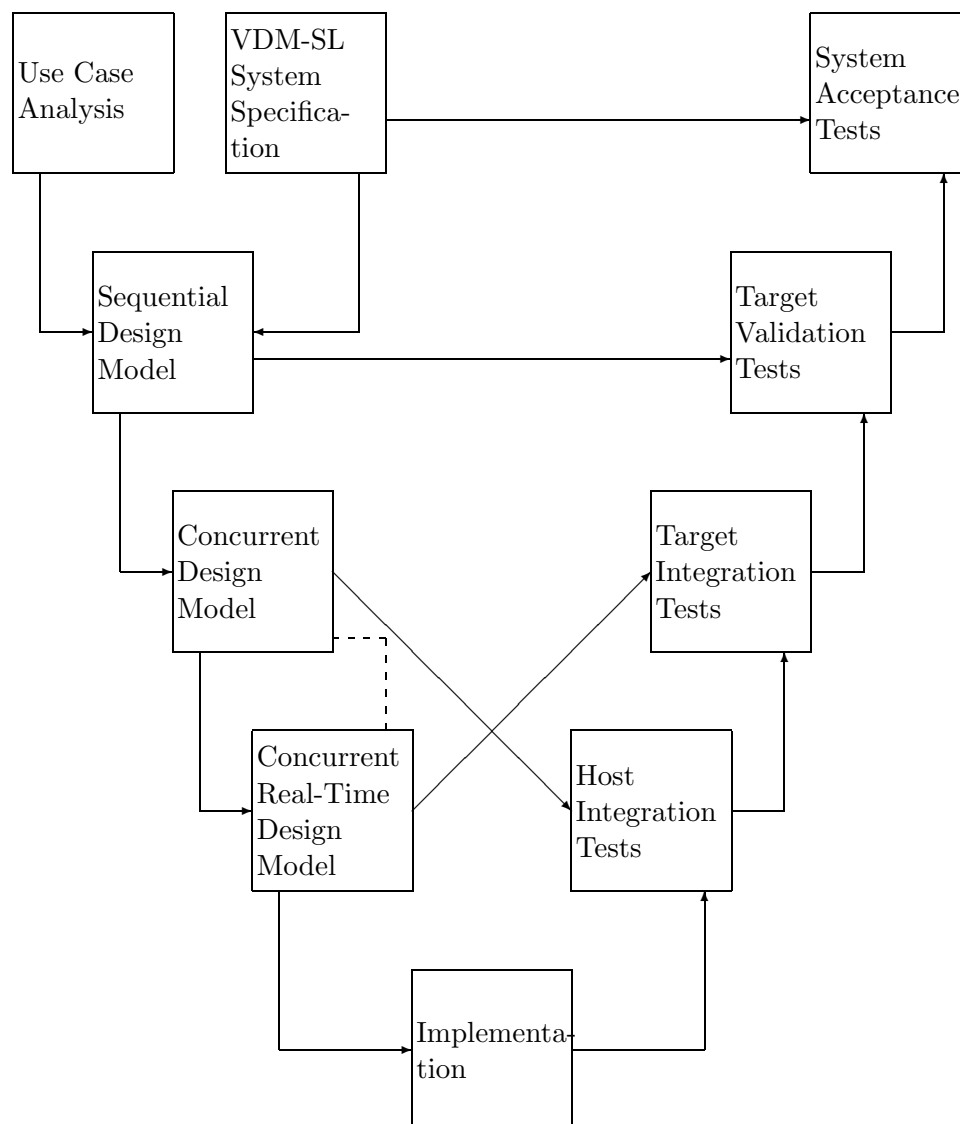 Use Case
Analysis
VDM-SL
System
Specifica-
tion
System
Acceptance
Tests
Sequential
Design
Model
Target
Validation
Tests
Concurrent
Design
Model
Target
Integration
Tests
Concurrent
Real-Time
Design
Model
Host
Integration
Tests
Implementa-
tion